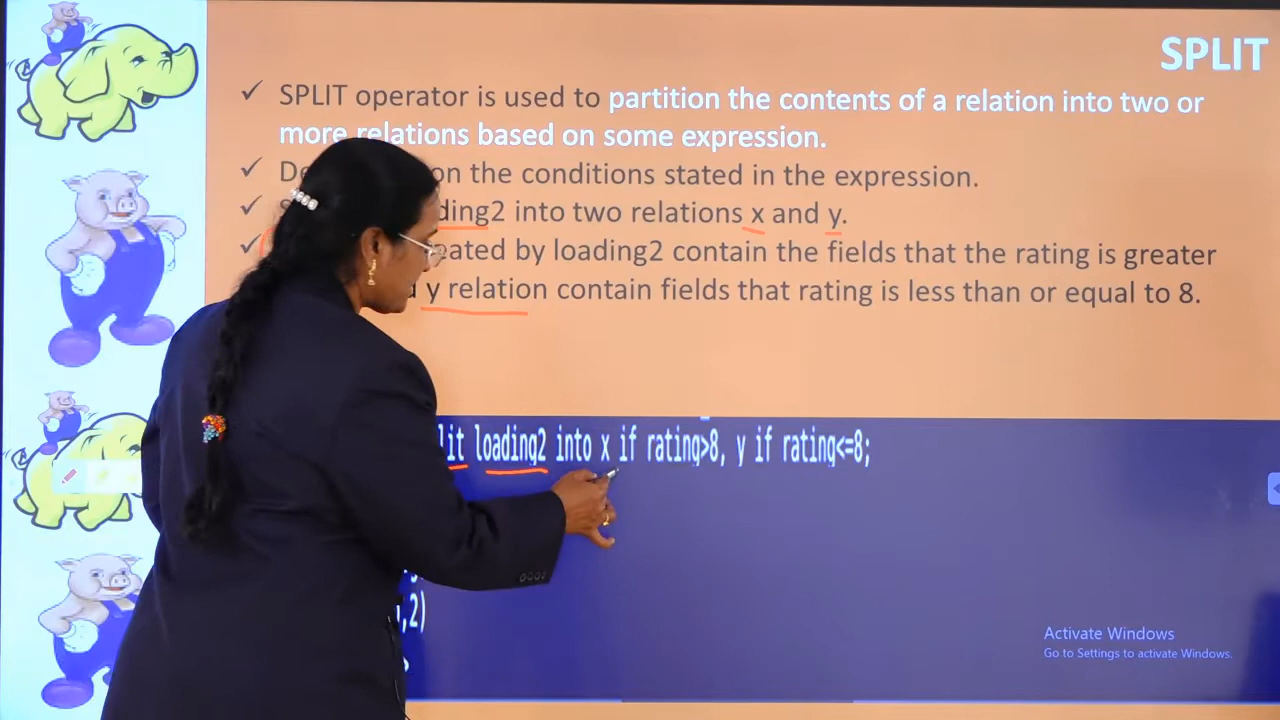 SPLIT
SPLIT operator is used to partition the contents of a relation into two or
more relations based on some expression.
on the conditions stated in the expression.
into two relations x and y.
by loading2 contain the fields that the rating is greater
y relation contain fields that rating is less than or equal to 8.
loading2 into x if rating>8, y if rating<=8;
,2)
Activate Windows
Go to Settings to activate Windows.